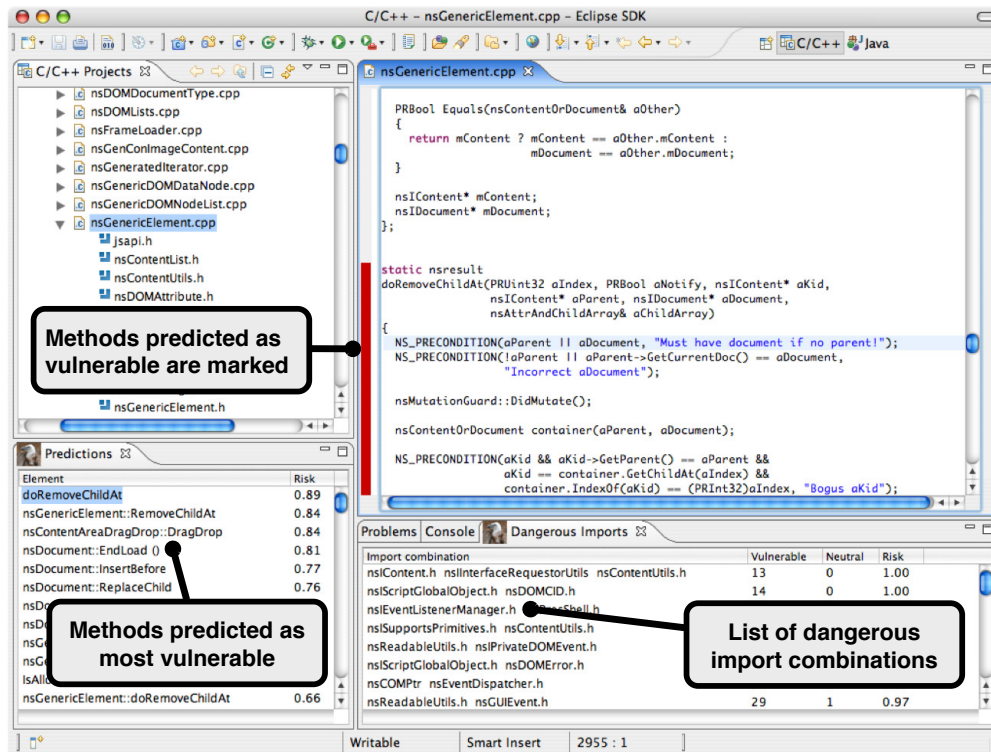 C/C++ – nsGenericElement.cpp – Eclipse SDK
C/C++
Java
C/C++ Projects
nsDOMDocumentType.cpp
nsDOMLists.cpp
nsFrameLoader.cpp
nsGenConImageContent.cpp
nsGeneratedIterator.cpp
nsGenericDOMDataNode.cpp
nsGenericDOMNodeList.cpp
nsGenericElement.cpp
jsapi.h
nsContentList.h
nsContentUtils.h
nsDOMAttribute.h
Methods predicted as
vulnerable are marked
nsGenericElement.h
nsGenericElement.cpp
PRBool Equals(nsContentOrDocument& aOther)
{
return mContent ? mContent == aOther.mContent :
mDocument == aOther.mDocument;
}
nsIContent* mContent;
nsIDocument* mDocument;
};
static nsresult
doRemoveChildAt(PRUint32 aIndex, PRBool aNotify, nsIContent* aKid,
nsIContent* aParent, nsIDocument* aDocument,
nsAttrAndChildArray& aChildArray)
{
NS_PRECONDITION(aParent || aDocument, "Must have document if no parent!");
NS_PRECONDITION(!aParent || aParent->GetCurrentDoc() == aDocument,
"Incorrect aDocument");
nsMutationGuard::DidMutate();
nsContentOrDocument container(aParent, aDocument);
NS_PRECONDITION(aKid && aKid->GetParent() == aParent &&
aKid == container.GetChildAt(aIndex) &&
container.IndexOf(aKid) == (PRInt32)aIndex, "Bogus aKid");
Predictions
Element Risk
doRemoveChildAt 0.89
nsGenericElement::RemoveChildAt 0.84
nsContentAreaDragDrop::DragDrop 0.84
nsDocument::EndLoad () 0.81
nsDocument::InsertBefore 0.77
nsDocument::ReplaceChild 0.76
Methods predicted as
most vulnerable
nsGenericElement::doRemoveChildAt 0.66
Problems Console Dangerous Imports
Import combination Vulnerable Neutral Risk
nsIContent.h nsIInterfaceRequestorUtils nsContentUtils.h 13 0 1.00
nsIScriptGlobalObject.h nsDOMCID.h 14 0 1.00
nsIEventListenerManager.h
nsISupportsPrimitives.h nsContentUtils.h
nsReadableUtils.h nsIPrivateDOMEvent.h
nsIScriptGlobalObject.h nsDOMError.h
nsCOMPtr nsEventDispatcher.h
nsReadableUtils.h nsGUIEvent.h 29 1 0.97
List of dangerous
import combinations
Writable Smart Insert 2955 : 1